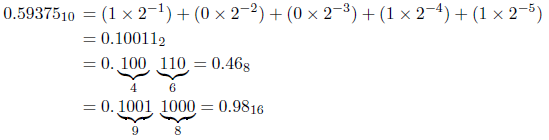 0.59375₁₀ = (1 × 2⁻¹) + (0 × 2⁻²) + (0 × 2⁻³) + (1 × 2⁻⁴) + (1 × 2⁻⁵)
= 0.10011₂
= 0. 100 110 = 0.46₈
4 6
= 0. 1001 1000 = 0.98₁₆
9 8